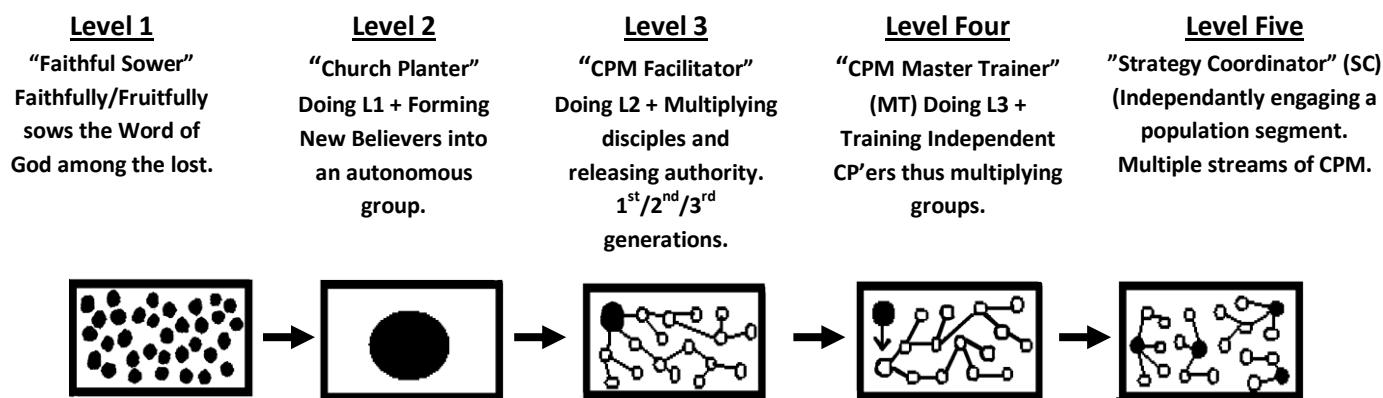 Level 1
“Faithful Sower”
Faithfully/Fruitfully
sows the Word of
God among the lost.
Level 2
“Church Planter”
Doing L1 + Forming
New Believers into
an autonomous
group.
Level 3
“CPM Facilitator”
Doing L2 + Multiplying
disciples and
releasing authority.
1st/2nd/3rd
generations.
Level Four
“CPM Master Trainer”
(MT) Doing L3 +
Training Independent
CP’ers thus multiplying
groups.
Level Five
”Strategy Coordinator” (SC)
(Independantly engaging a
population segment.
Multiple streams of CPM.